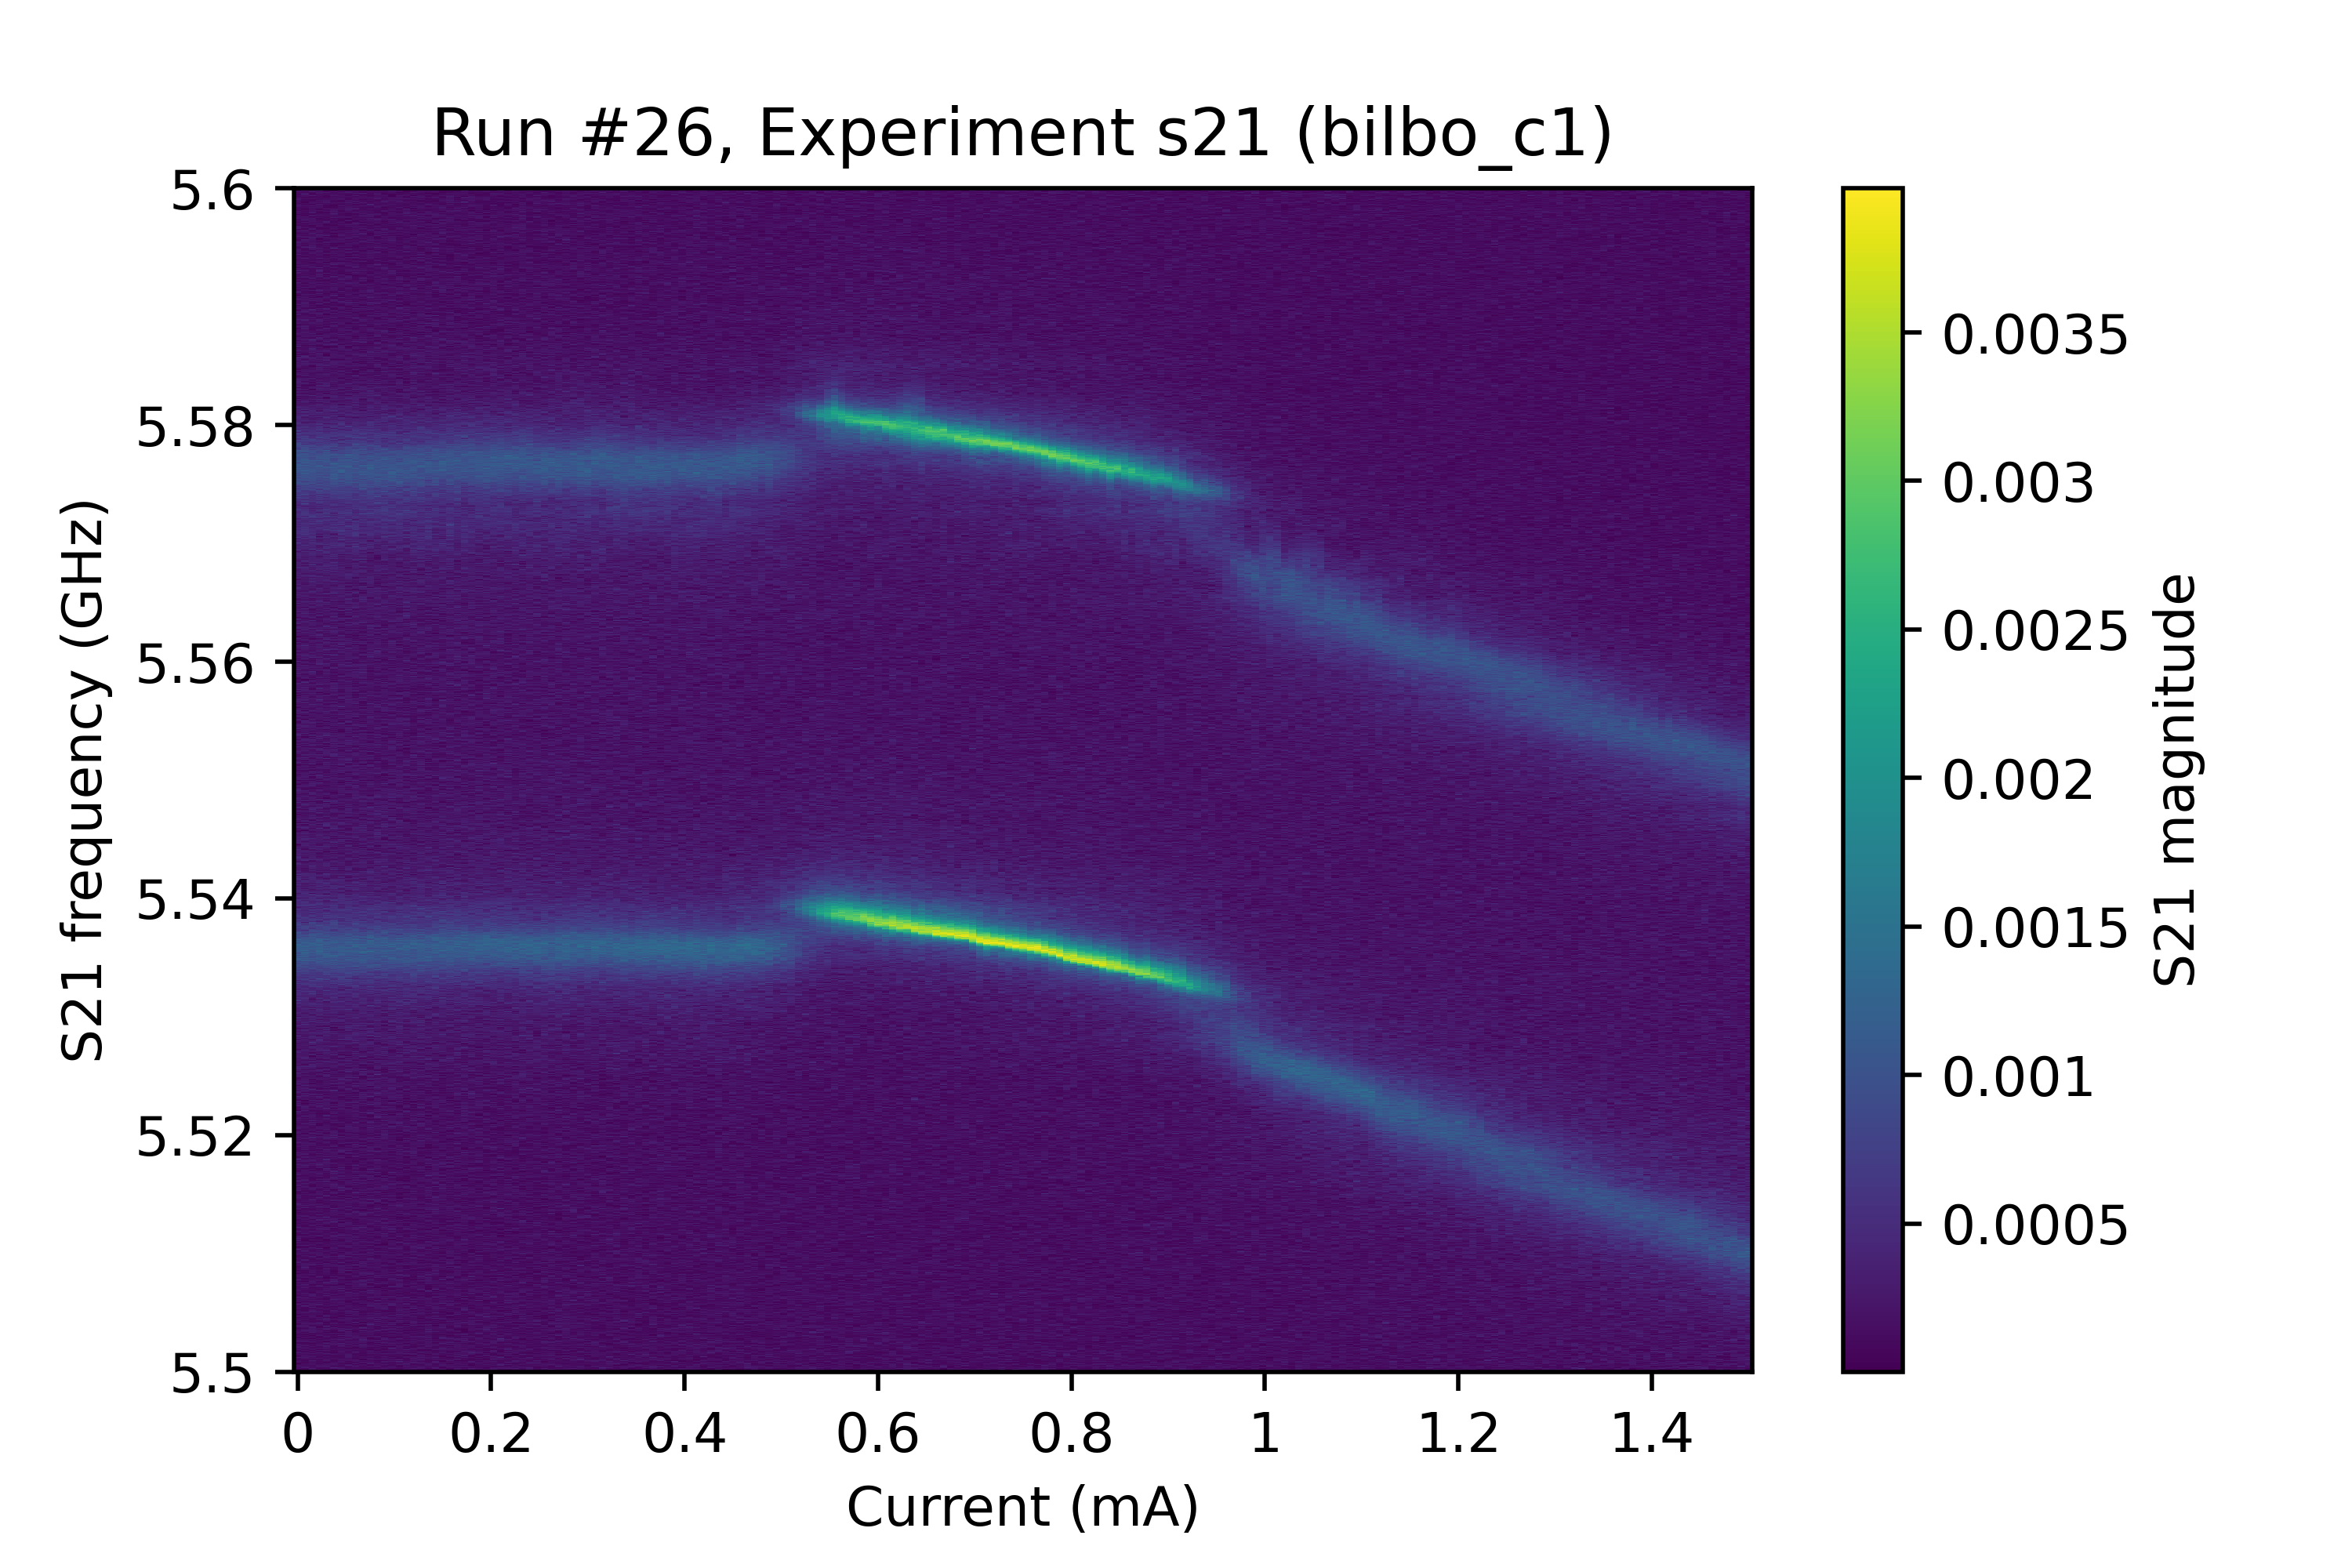 Run #26, Experiment s21 (bilbo_c1)
S21 frequency (GHz)
5.6
5.58
5.56
5.54
5.52
5.5
0 0.2 0.4 0.6 0.8 1 1.2 1.4
Current (mA)
0.0035
0.003
0.0025
0.002
0.0015
0.001
0.0005
S21 magnitude